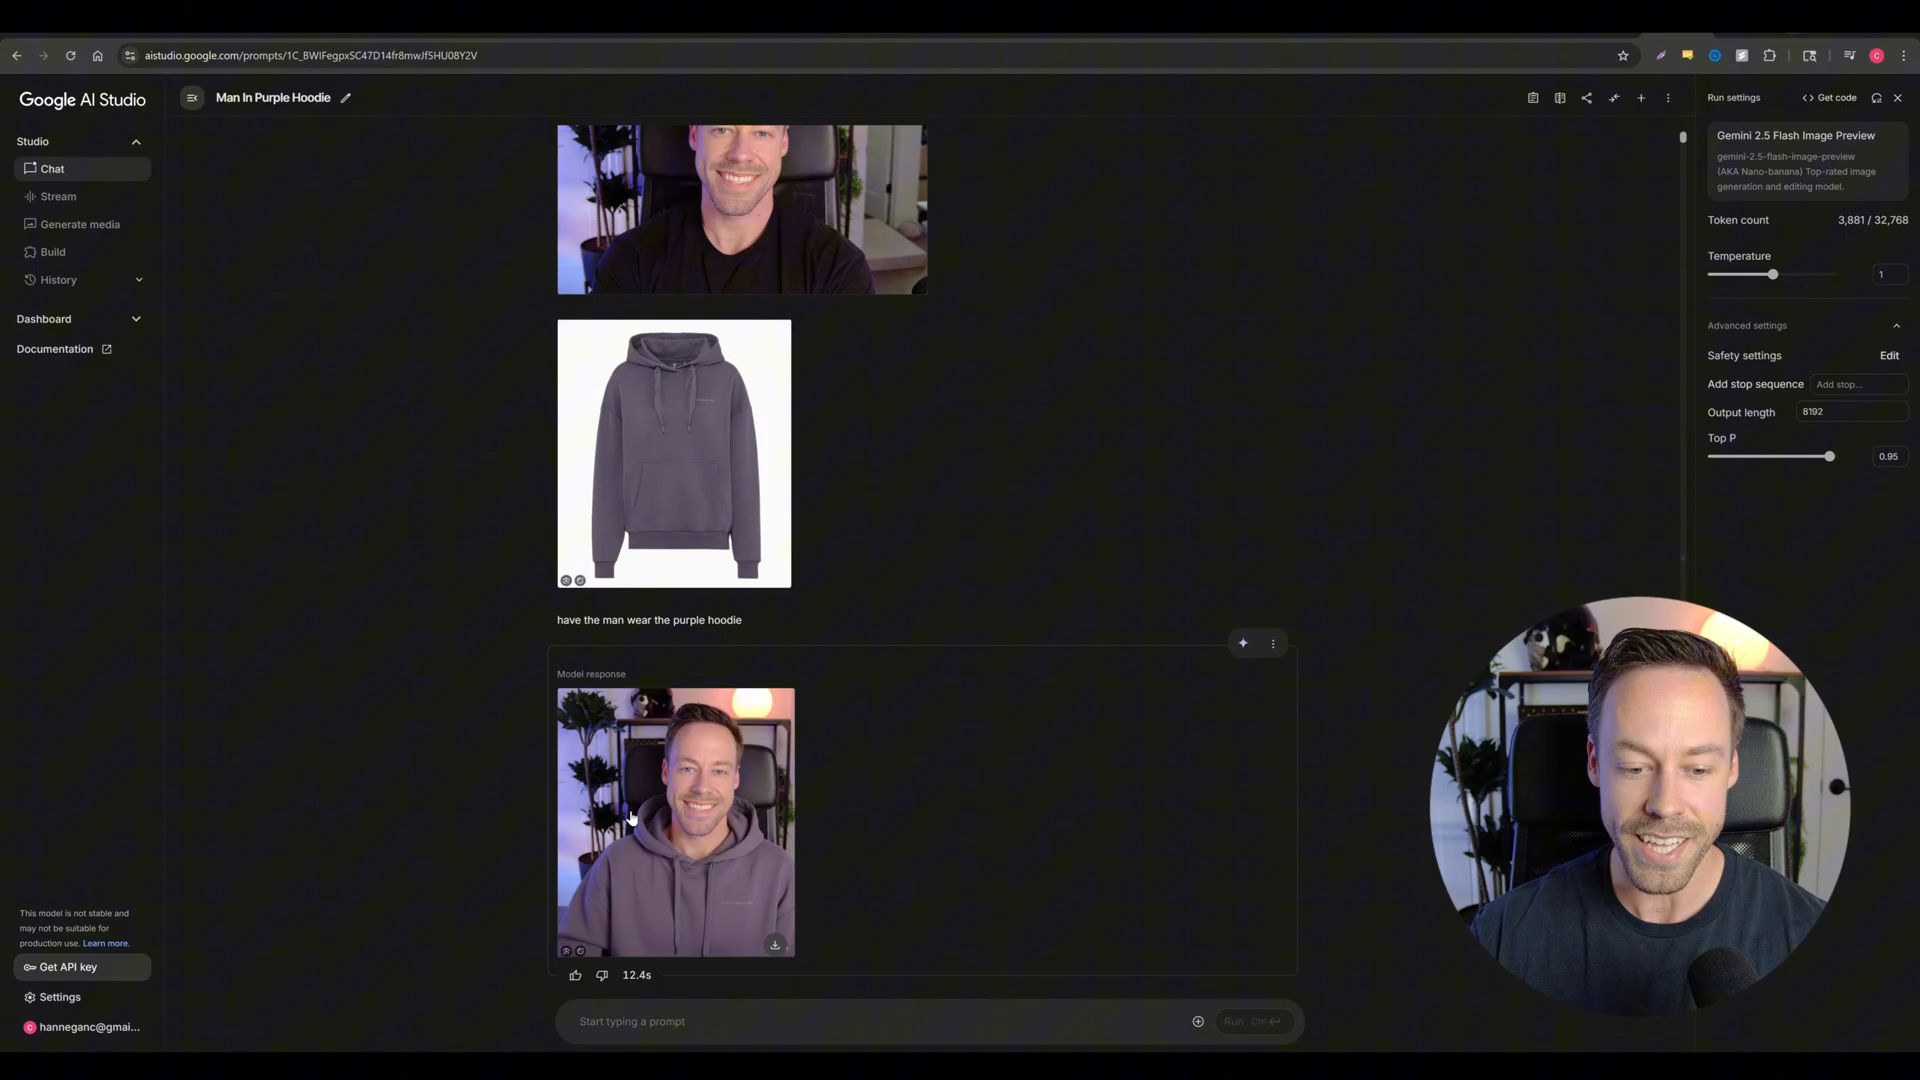 aistudio.google.com/prompts/1C_BWIFegpxSC47D14fr8mwJf5HU08Y2V
Google AI Studio
Studio
Chat
Stream
Generate media
Build
History
Dashboard
Documentation
This model is not stable and
may not be suitable for
production use. Learn more.
Get API key
Settings
hanneganc@gmai...
Man In Purple Hoodie
have the man wear the purple hoodie
Model response
12.4s
Start typing a prompt
Run Ctrl
Run settings
Get code
Gemini 2.5 Flash Image Preview
gemini-2.5-flash-image-preview
(AKA Nano-banana) Top-rated image
generation and editing model.
Token count 3,881 / 32,768
Temperature
1
Advanced settings
Safety settings Edit
Add stop sequence Add stop...
Output length 8192
Top P
0.95